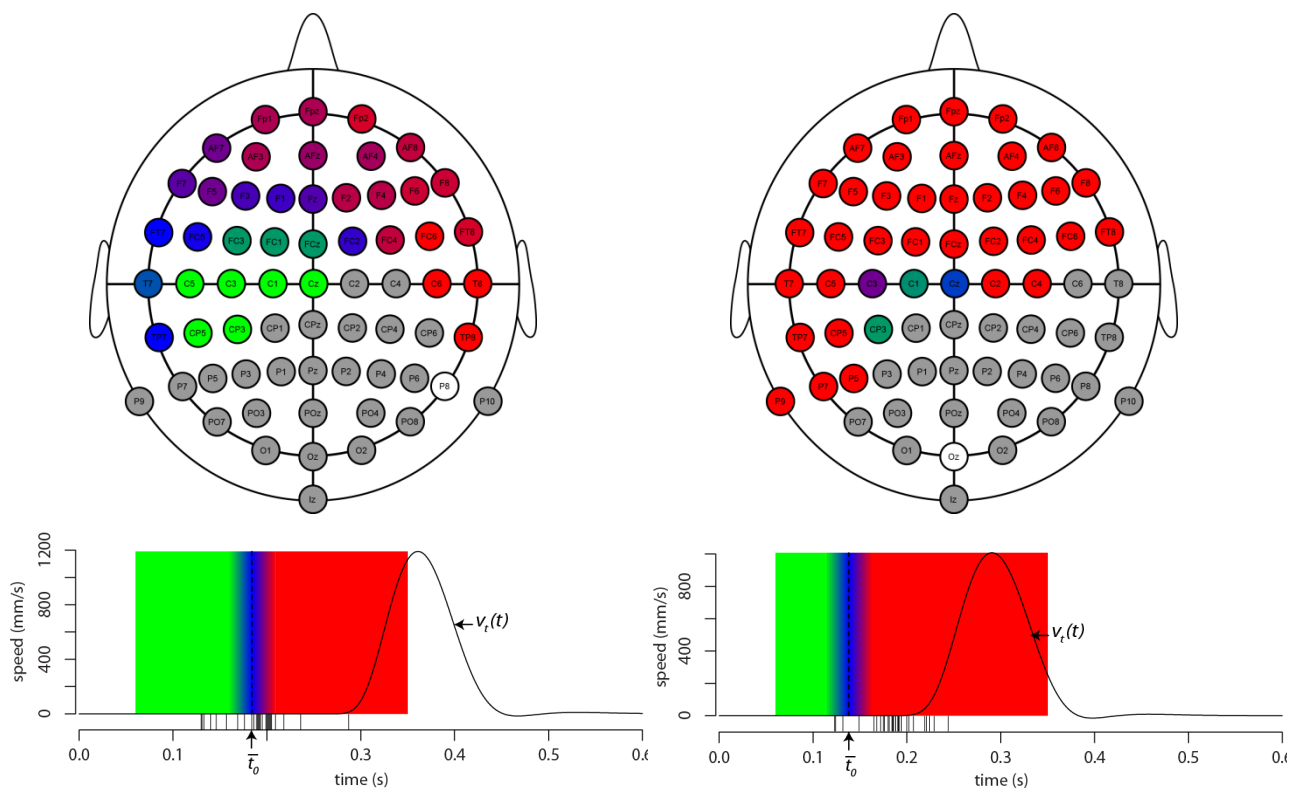 Fp1 Fpz Fp2
AF7 AF3 AFz AF4 AF8
F7 F5 F3 F1 Fz F2 F4 F6 F8
FT7 FC5 FC3 FC1 FCz FC2 FC4 FC6 FT8
T7 C5 C3 C1 Cz C2 C4 C6 T8
TP7 CP5 CP3 CP1 CPz CP2 CP4 CP6 TP8
P9 P7 P5 P3 P1 Pz P2 P4 P6 P8 P10
PO7 PO3 POz PO4 PO8
O1 Oz O2
Iz
speed (mm/s)
1200
800
400
0
v_t(t)
0.0 0.1 0.3 0.4 0.5 0.6
t̄_0
time (s)
Fp1 Fpz Fp2
AF7 AF3 AFz AF4 AF8
F7 F5 F3 F1 Fz F2 F4 F6 F8
FT7 FC5 FC3 FC1 FCz FC2 FC4 FC6 FT8
T7 C5 C3 C1 Cz C2 C4 C6 T8
TP7 CP5 CP3 CP1 CPz CP2 CP4 CP6 TP8
P9 P7 P5 P3 P1 Pz P2 P4 P6 P8 P10
PO7 PO3 POz PO4 PO8
O1 Oz O2
Iz
speed (mm/s)
800
400
0
v_t(t)
0.0 0.1 0.2 0.3 0.4 0.5
t̄_0
time (s)